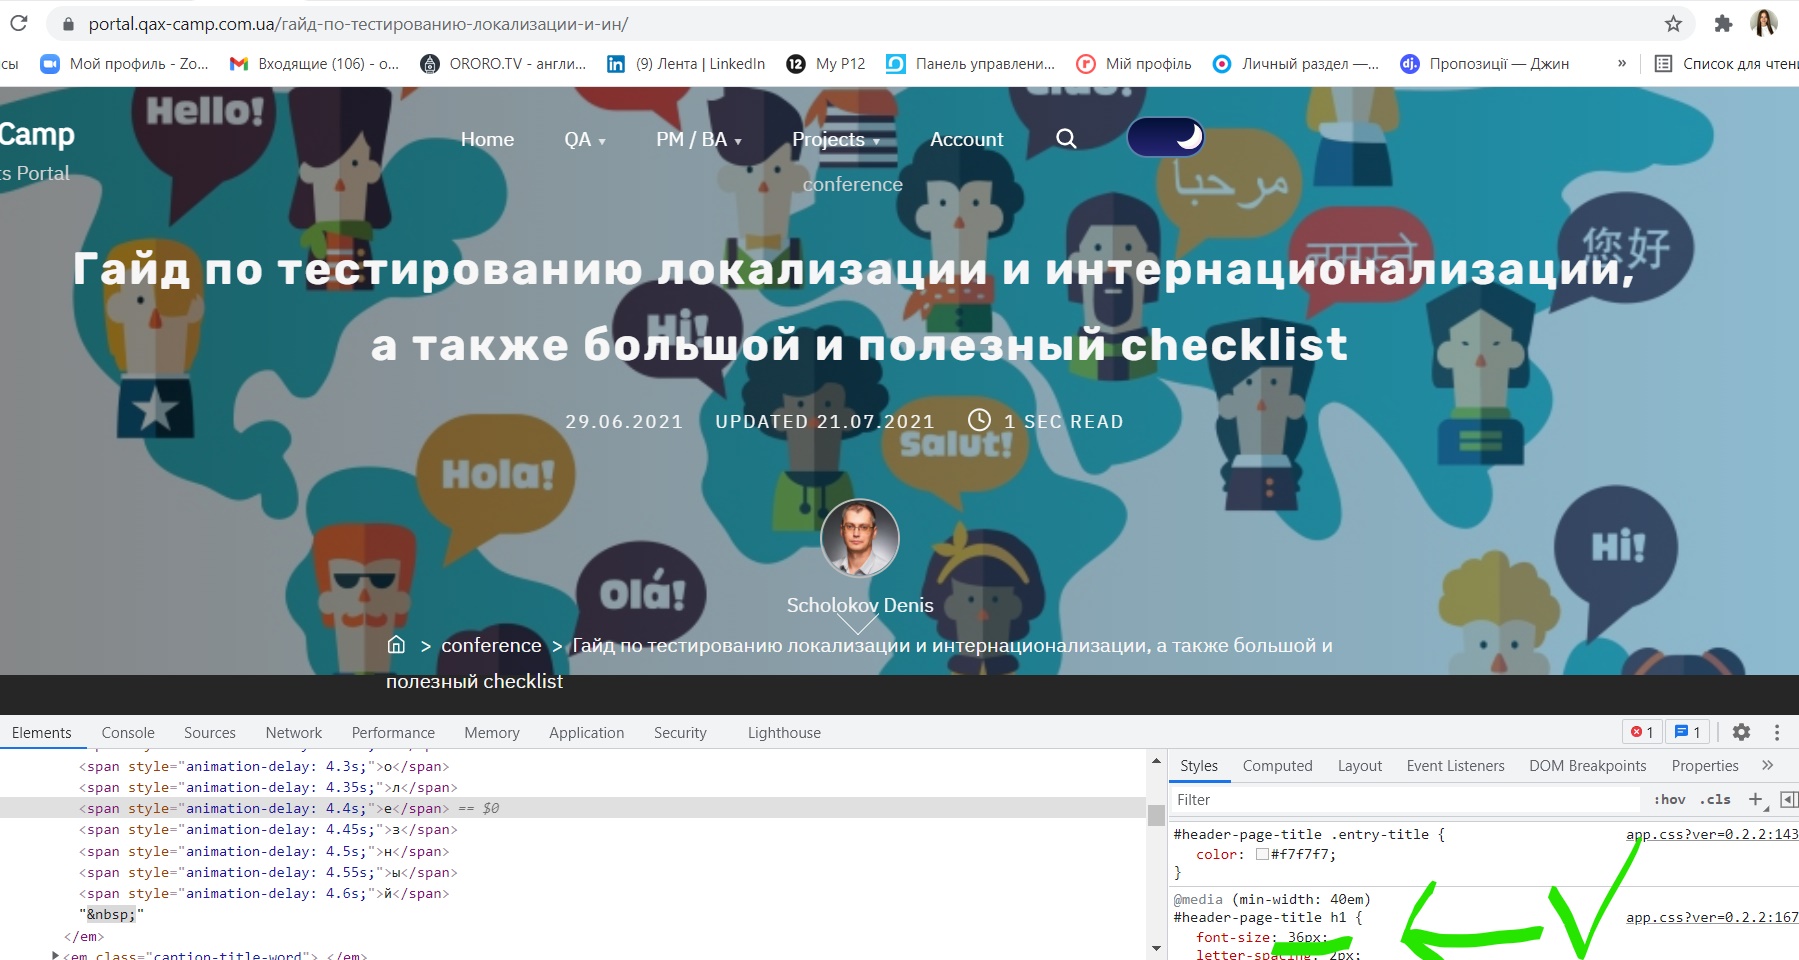 portal.qax-camp.com.ua/гайд-по-тестированию-локализации-и-ин/
сы Мой профиль - Zo... Входящие (106) - о... ORORO.TV - англи... (9) Лента | LinkedIn 12 My P12 Панель управлени... Мій профіль Личный раздел —... dj. Пропозиції — Джин » Список для чтени
Hello!
Camp
ts Portal
Home QA ▾ PM / BA ▾ Projects ▾ Account
conference
مرحبا
नमस्ते
您好
Гайд по тестированию локализации и интернационализации,
Hi!
а также большой и полезный checklist
29.06.2021 UPDATED 21.07.2021 1 SEC READ
Salut!
Hola!
Hi!
Olá!
Scholokov Denis
> conference > Гайд по тестированию локализации и интернационализации, а также большой и
полезный checklist
Elements Console Sources Network Performance Memory Application Security Lighthouse 1 1
Styles Computed Layout Event Listeners DOM Breakpoints Properties »
<span style="animation-delay: 4.3s;">о</span>
<span style="animation-delay: 4.35s;">л</span>
<span style="animation-delay: 4.4s;">е</span> == $0
<span style="animation-delay: 4.45s;">з</span>
<span style="animation-delay: 4.5s;">н</span>
<span style="animation-delay: 4.55s;">ы</span>
<span style="animation-delay: 4.6s;">й</span>
"&nbsp;"
</em>
<em class="caption-title-word"> </em>
Filter :hov .cls +
#header-page-title .entry-title { app.css?ver=0.2.2:143
color: #f7f7f7;
}
@media (min-width: 40em)
#header-page-title h1 { app.css?ver=0.2.2:167
font-size: 36px;
letter-spacing: 2px;